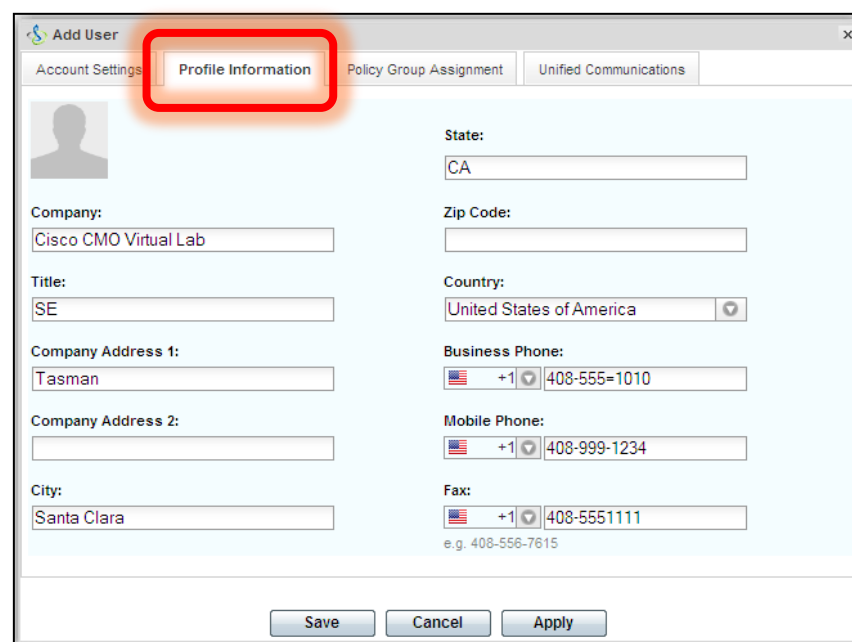 Add User
Account Settings Profile Information Policy Group Assignment Unified Communications
State:
CA
Company:
Cisco CMO Virtual Lab
Zip Code:
Title:
SE
Country:
United States of America
Company Address 1:
Tasman
Business Phone:
+1 408-555=1010
Company Address 2:
Mobile Phone:
+1 408-999-1234
City:
Santa Clara
Fax:
+1 408-5551111
e.g. 408-556-7615
Save Cancel Apply